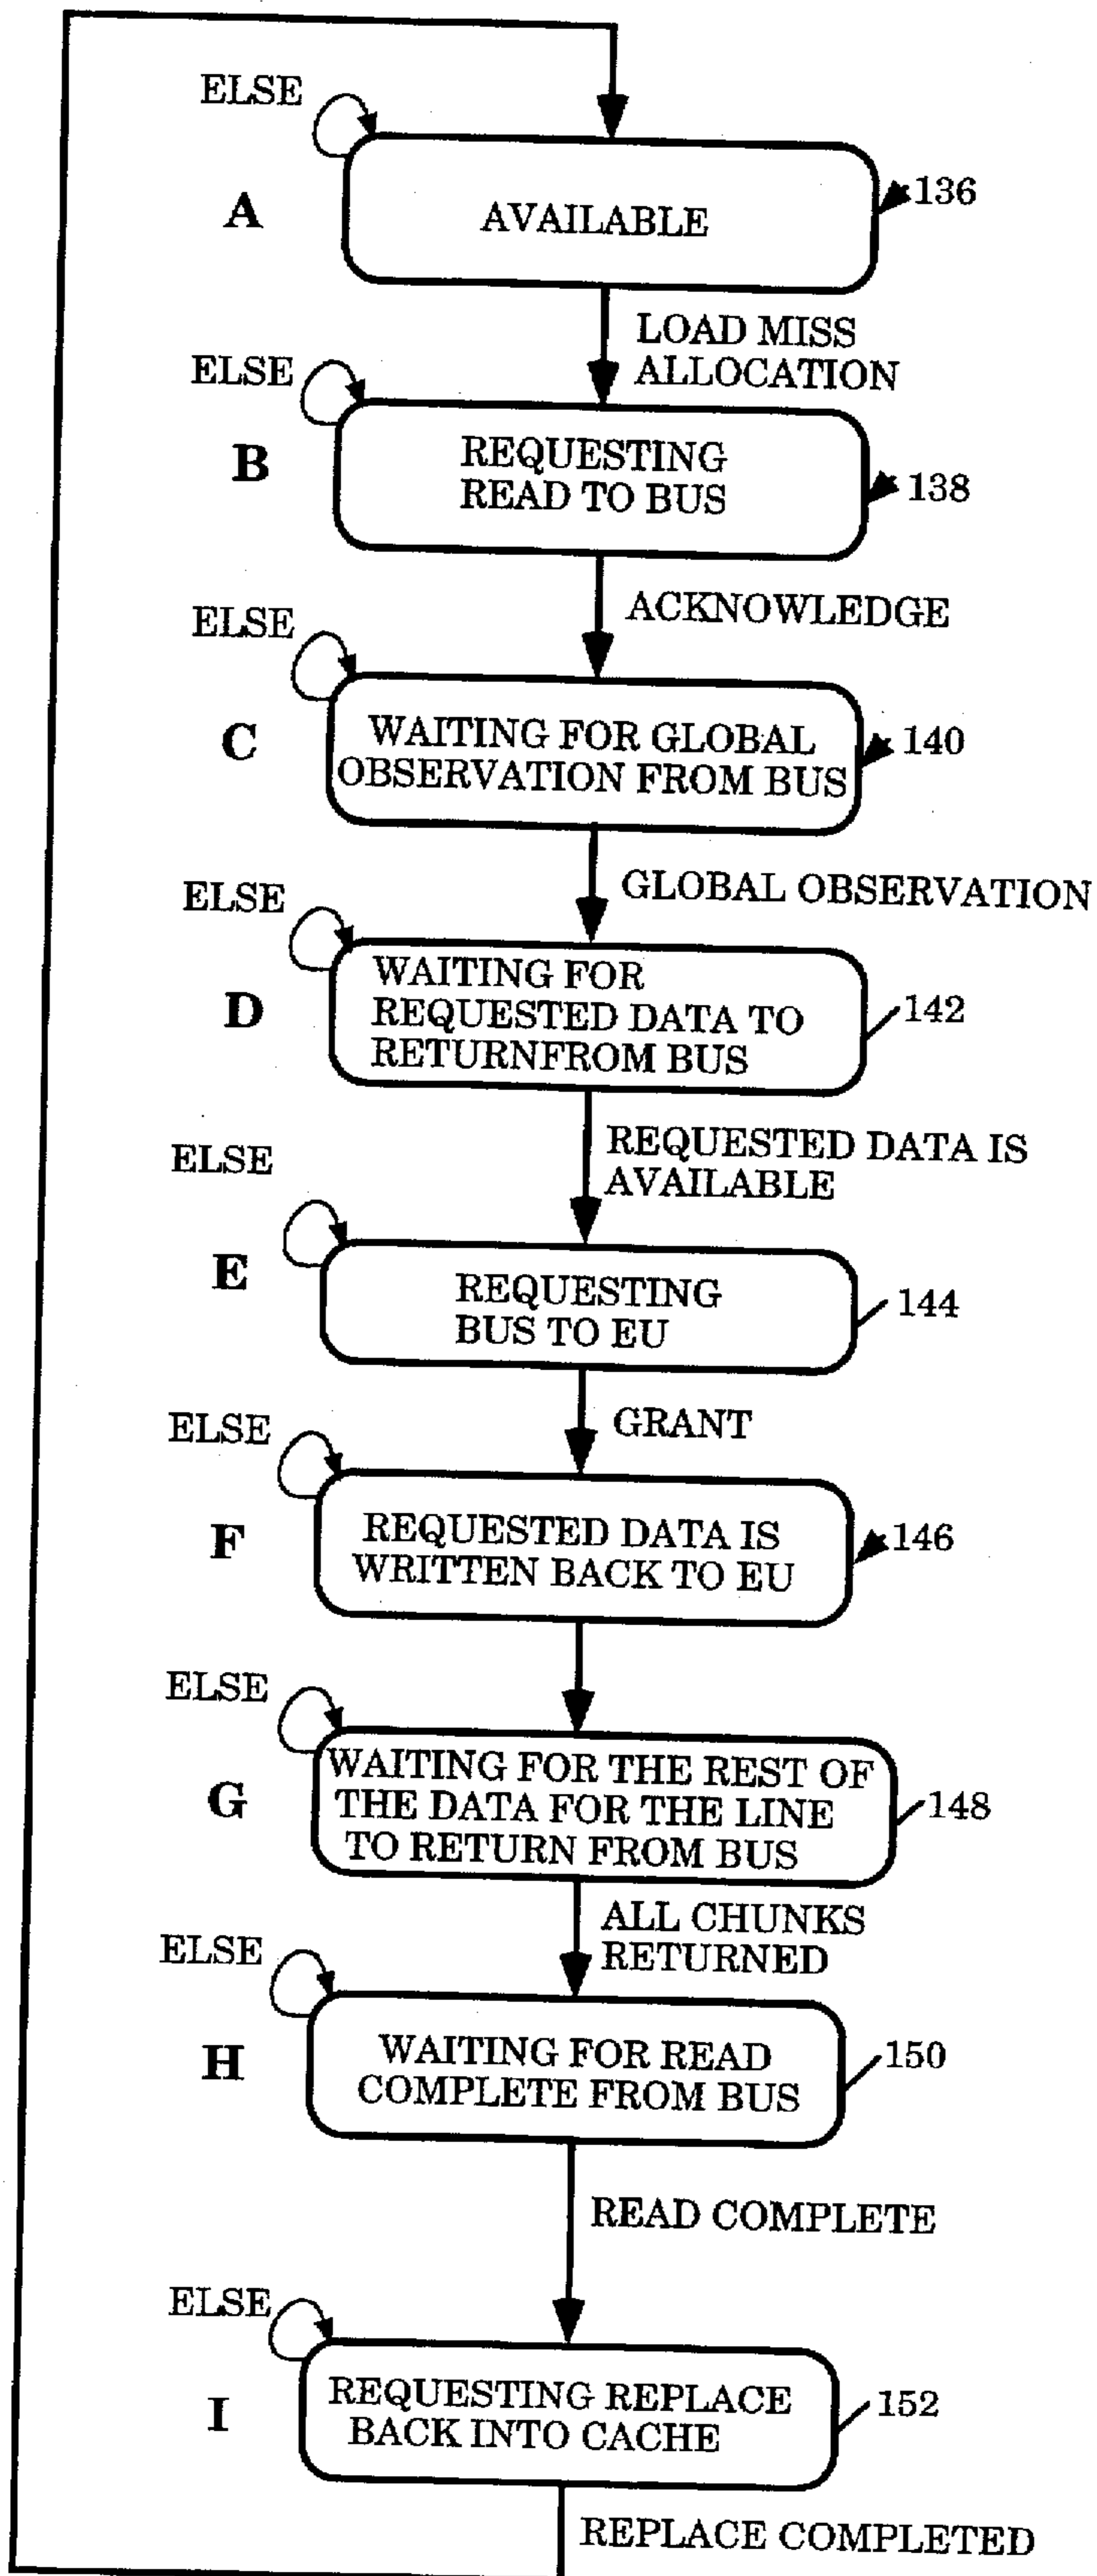 ELSE
A
AVAILABLE
136
LOAD MISS
ALLOCATION
ELSE
B
REQUESTING
READ TO BUS
138
ACKNOWLEDGE
ELSE
C
WAITING FOR GLOBAL
OBSERVATION FROM BUS
140
GLOBAL OBSERVATION
ELSE
D
WAITING FOR
REQUESTED DATA TO
RETURNFROM BUS
142
REQUESTED DATA IS
AVAILABLE
ELSE
E
REQUESTING
BUS TO EU
144
GRANT
ELSE
F
REQUESTED DATA IS
WRITTEN BACK TO EU
146
ELSE
G
WAITING FOR THE REST OF
THE DATA FOR THE LINE
TO RETURN FROM BUS
148
ALL CHUNKS
RETURNED
ELSE
H
WAITING FOR READ
COMPLETE FROM BUS
150
READ COMPLETE
ELSE
I
REQUESTING REPLACE
BACK INTO CACHE
152
REPLACE COMPLETED